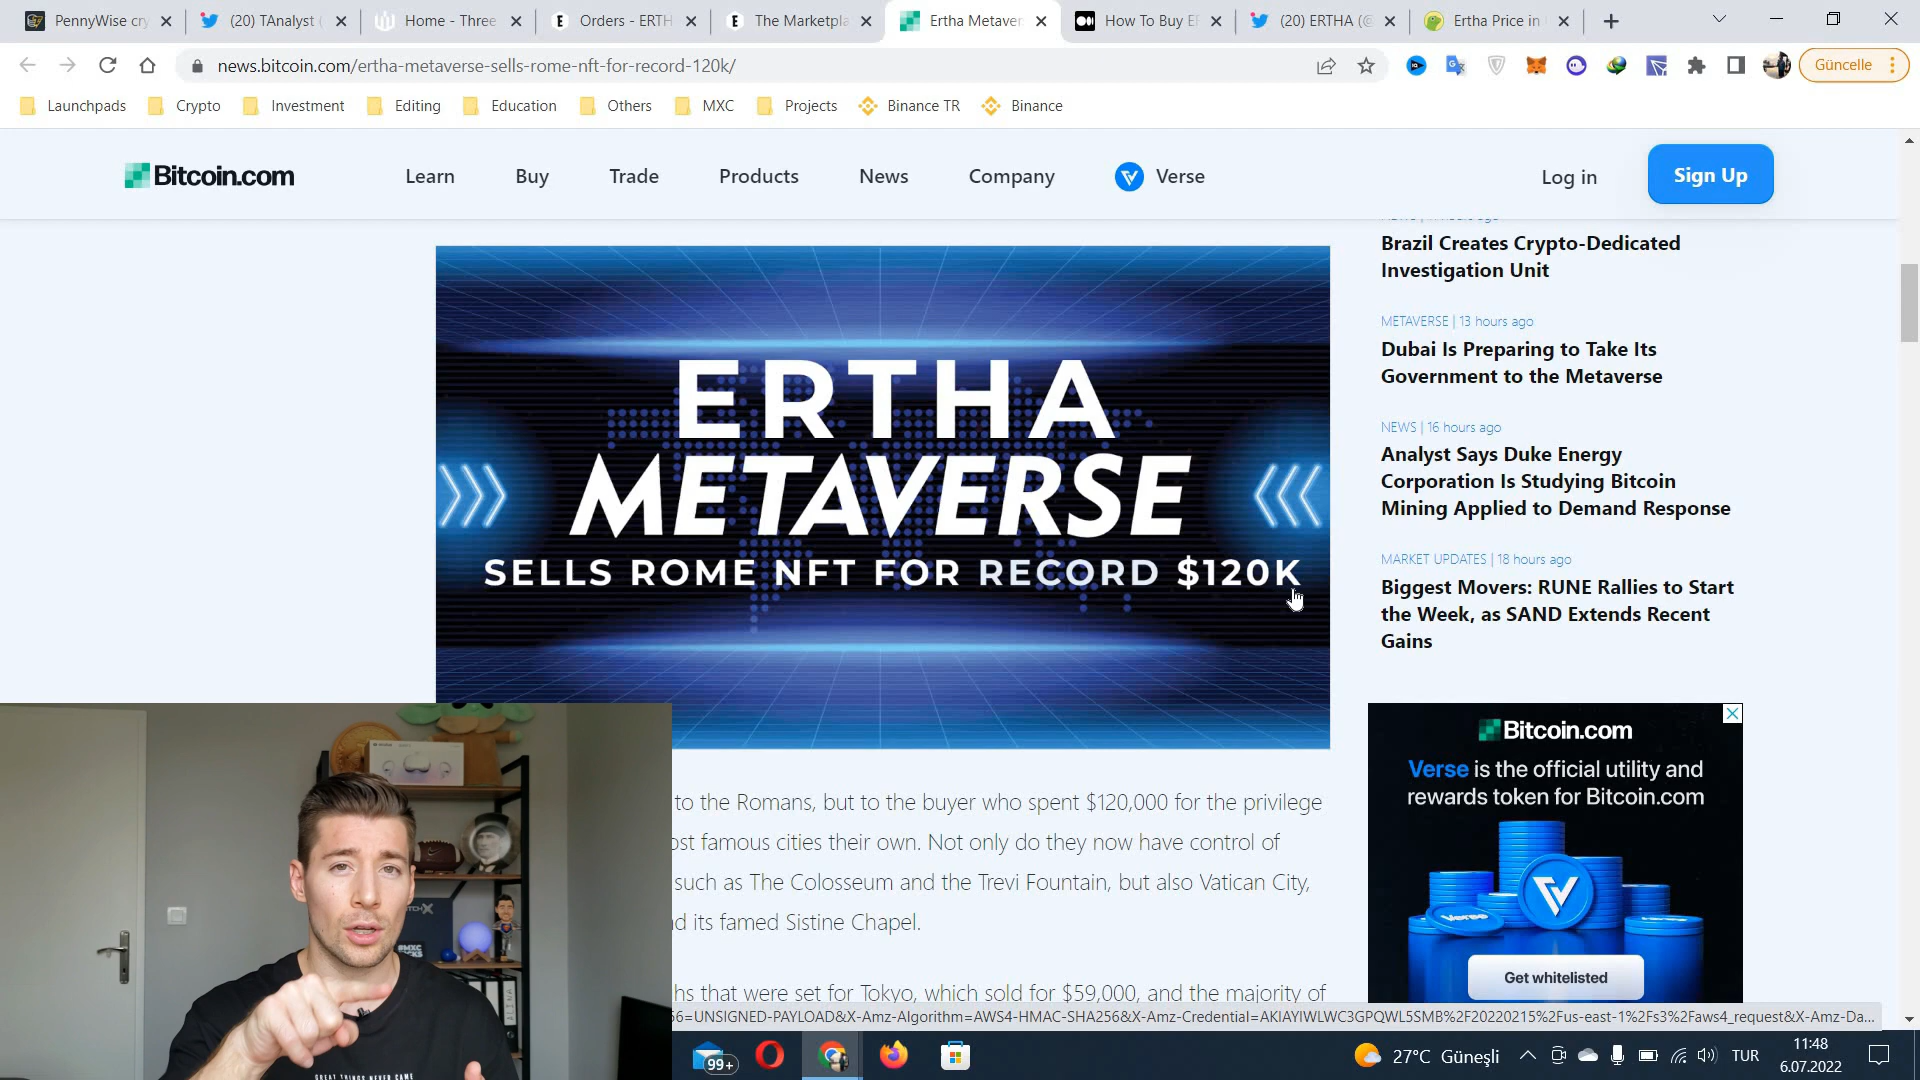 PennyWise cry
(20) TAnalyst (
Home - Three
Orders - ERTH
The Marketpla
Ertha Metaver
How To Buy E
(20) ERTHA (@
Ertha Price in
news.bitcoin.com/ertha-metaverse-sells-rome-nft-for-record-120k/
Güncelle
Launchpads
Crypto
Investment
Editing
Education
Others
MXC
Projects
Binance TR
Binance
Bitcoin.com
Learn
Buy
Trade
Products
News
Company
Verse
Log in
Sign Up
ERTHA
METAVERSE
SELLS ROME NFT FOR RECORD $120K
Brazil Creates Crypto-Dedicated
Investigation Unit
METAVERSE | 13 hours ago
Dubai Is Preparing to Take Its
Government to the Metaverse
NEWS | 16 hours ago
Analyst Says Duke Energy
Corporation Is Studying Bitcoin
Mining Applied to Demand Response
MARKET UPDATES | 18 hours ago
Biggest Movers: RUNE Rallies to Start
the Week, as SAND Extends Recent
Gains
to the Romans, but to the buyer who spent $120,000 for the privilege
ost famous cities their own. Not only do they now have control of
such as The Colosseum and the Trevi Fountain, but also Vatican City,
d its famed Sistine Chapel.
hs that were set for Tokyo, which sold for $59,000, and the majority of
Bitcoin.com
Verse is the official utility and
rewards token for Bitcoin.com
Verse
Get whitelisted
56=UNSIGNED-PAYLOAD&X-Amz-Algorithm=AWS4-HMAC-SHA256&X-Amz-Credential=AKIAYIWLWC3GPQWL5SMB%2F20220215%2Fus-east-1%2Fs3%2Faws4_request&X-Amz-Da...
GREAT THINGS NEVER CAME
99+
27°C Güneşli
TUR
11:48
6.07.2022